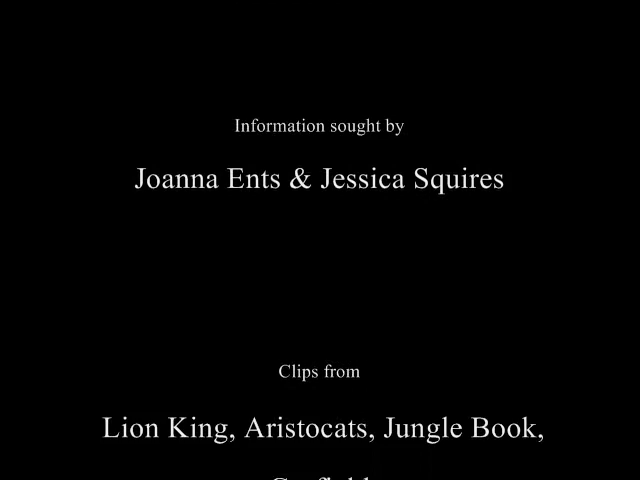 Information sought by
Joanna Ents & Jessica Squires
Clips from
Lion King, Aristocats, Jungle Book,